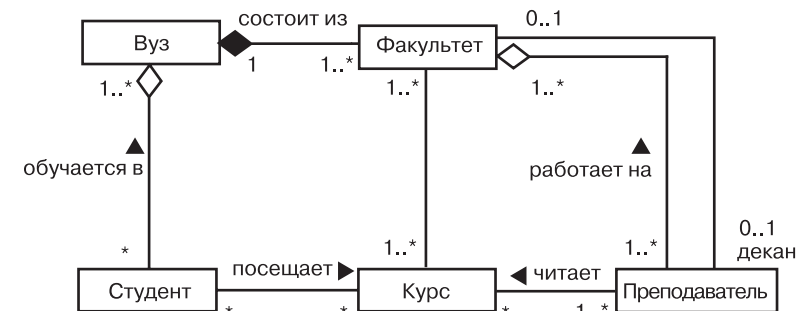 состоит из
0..1
Вуз
Факультет
1
1..*
1..*
1..*
1..*
обучается в
работает на
*
1..*
1..*
0..1
декан
посещает
читает
Студент
Курс
Преподаватель
*
*
*
1..*